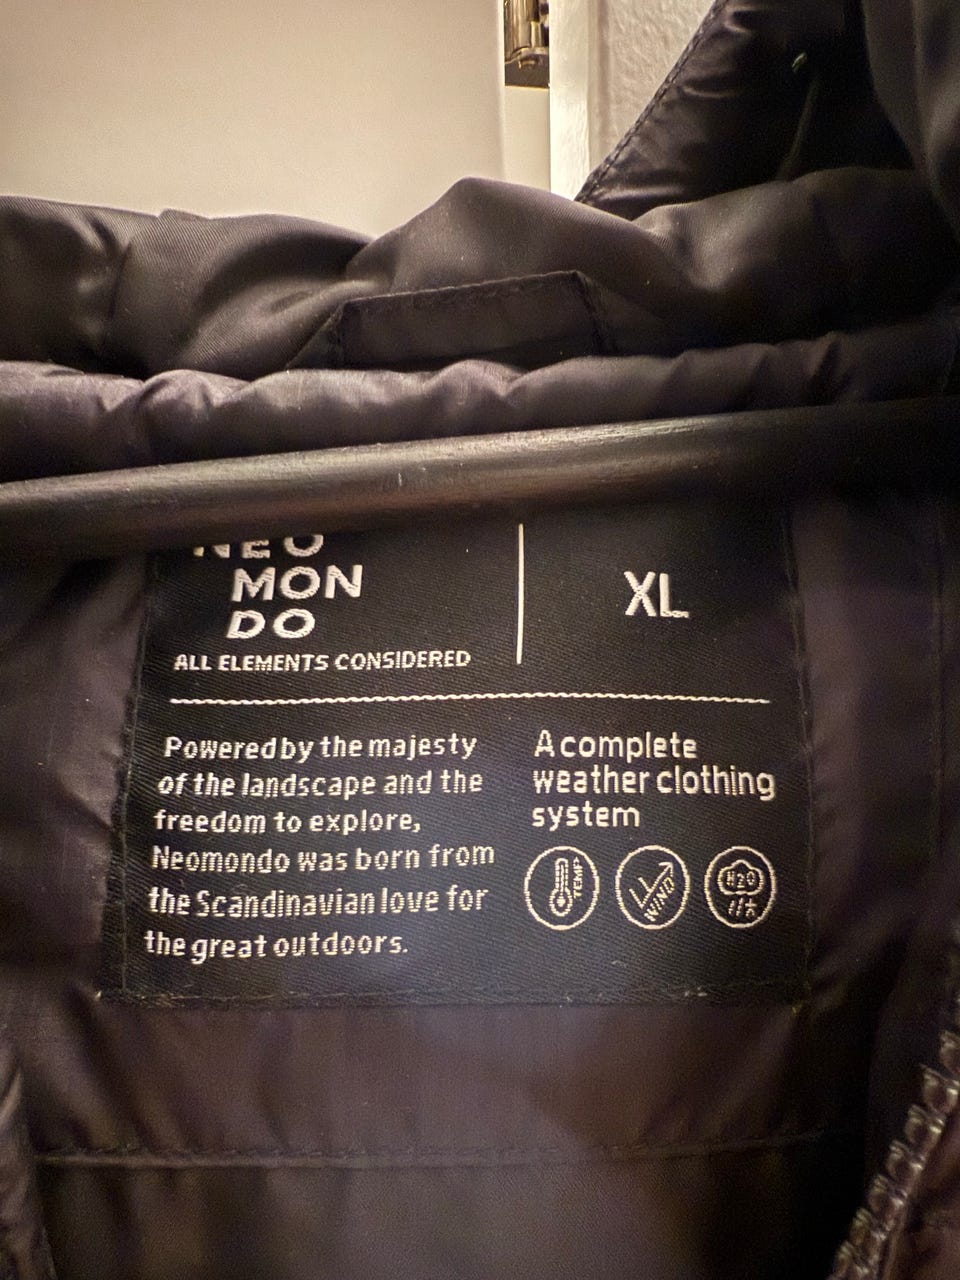 NEO
MON
DO
ALL ELEMENTS CONSIDERED
XL
Powered by the majesty
of the landscape and the
freedom to explore,
Neomondo was born from
the Scandinavian love for
the great outdoors.
A complete
weather clothing
system
TEMP
WIND
H2O